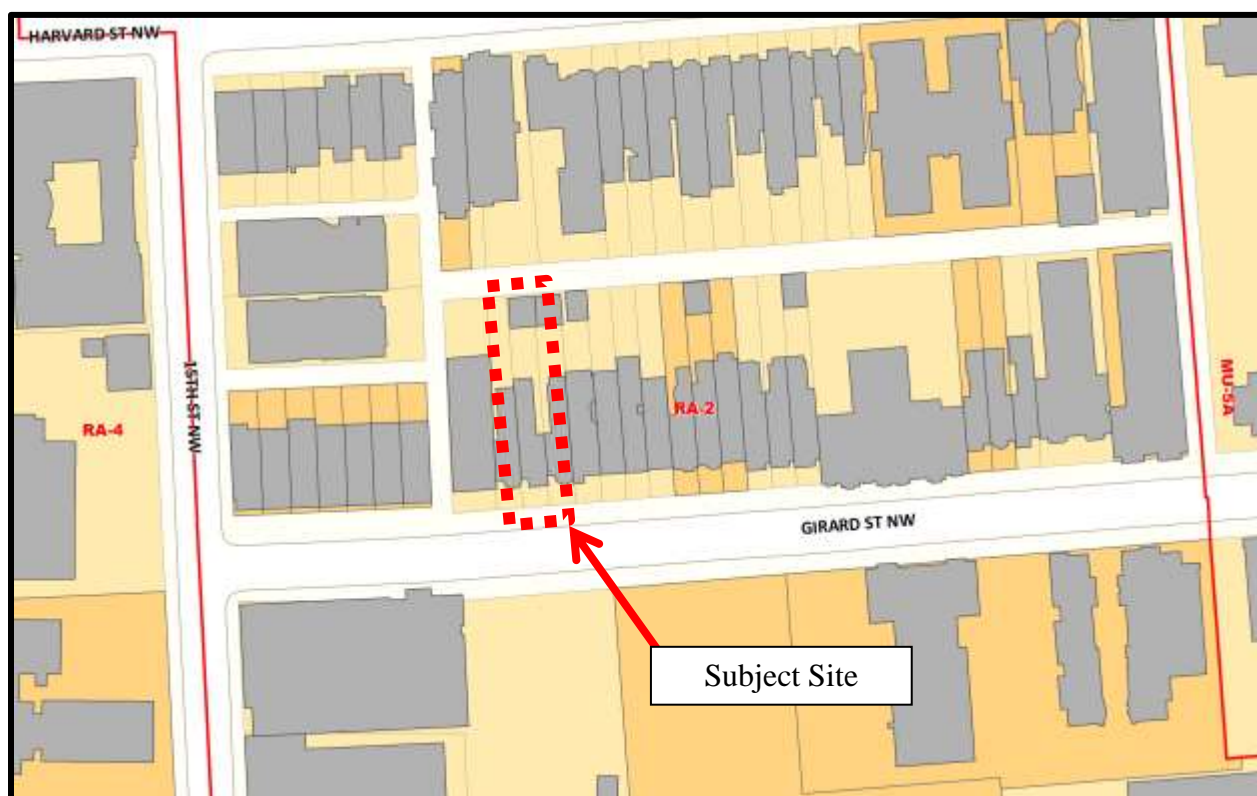 HARVARD ST NW
15TH ST NW
RA-4
RA-2
MU-5A
GIRARD ST NW
Subject Site